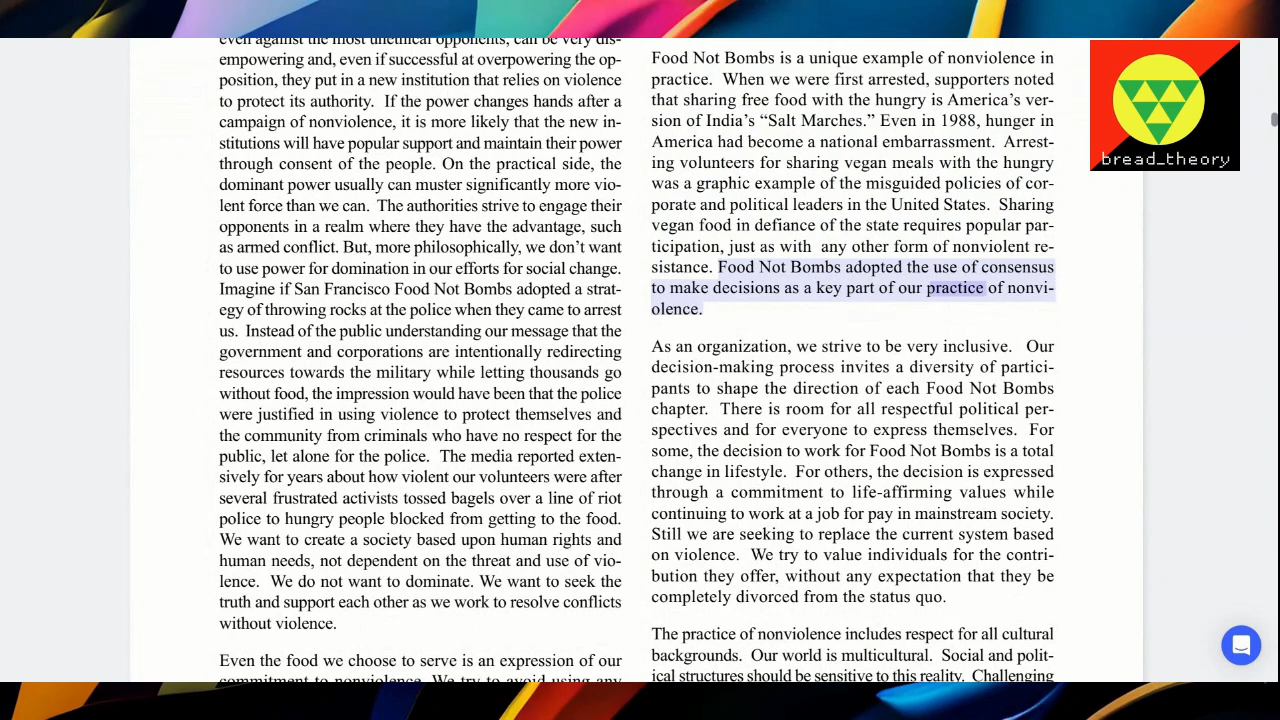 even against the most unethical opponents, can be very dis-
empowering and, even if successful at overpowering the op-
position, they put in a new institution that relies on violence
to protect its authority.  If the power changes hands after a
campaign of nonviolence, it is more likely that the new in-
stitutions will have popular support and maintain their power
through consent of the people.  On the practical side, the
dominant power usually can muster significantly more vio-
lent force than we can.  The authorities strive to engage their
opponents in a realm where they have the advantage, such
as armed conflict. But, more philosophically, we don't want
to use power for domination in our efforts for social change.
Imagine if San Francisco Food Not Bombs adopted a strat-
egy of throwing rocks at the police when they came to arrest
us.  Instead of the public understanding our message that the
government and corporations are intentionally redirecting
resources towards the military while letting thousands go
without food, the impression would have been that the police
were justified in using violence to protect themselves and
the community from criminals who have no respect for the
public, let alone for the police.  The media reported exten-
sively for years about how violent our volunteers were after
several frustrated activists tossed bagels over a line of riot
police to hungry people blocked from getting to the food.
We want to create a society based upon human rights and
human needs, not dependent on the threat and use of vio-
lence.  We do not want to dominate. We want to seek the
truth and support each other as we work to resolve conflicts
without violence.
Even the food we choose to serve is an expression of our
commitment to nonviolence. We try to avoid using any
Food Not Bombs is a unique example of nonviolence in
practice.  When we were first arrested, supporters noted
that sharing free food with the hungry is America's ver-
sion of India's "Salt Marches." Even in 1988, hunger in
America had become a national embarrassment.  Arrest-
ing volunteers for sharing vegan meals with the hungry
was a graphic example of the misguided policies of cor-
porate and political leaders in the United States.  Sharing
vegan food in defiance of the state requires popular par-
ticipation, just as with  any other form of nonviolent re-
sistance. Food Not Bombs adopted the use of consensus
to make decisions as a key part of our practice of nonvi-
olence.
As an organization, we strive to be very inclusive.   Our
decision-making process invites a diversity of partici-
pants to shape the direction of each Food Not Bombs
chapter.  There is room for all respectful political per-
spectives and for everyone to express themselves.  For
some, the decision to work for Food Not Bombs is a total
change in lifestyle.  For others, the decision is expressed
through a commitment to life-affirming values while
continuing to work at a job for pay in mainstream society.
Still we are seeking to replace the current system based
on violence.  We try to value individuals for the contri-
bution they offer, without any expectation that they be
completely divorced from the status quo.
The practice of nonviolence includes respect for all cultural
backgrounds.  Our world is multicultural.  Social and polit-
ical structures should be sensitive to this reality.  Challenging
bread_theory